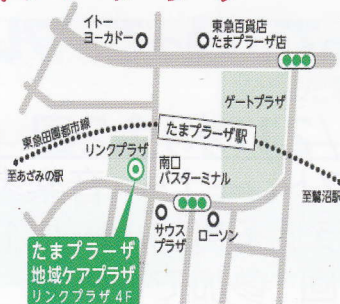 イトー
ヨーカドー
東急百貨店
たまプラーザ店
ゲートプラザ
東急田園都市線
たまプラーザ駅
リンクプラザ
至あざみの駅
南口
バスターミナル
至鷺沼駅
サウス
プラザ
ローソン
たまプラーザ
地域ケアプラザ
リンクプラザ 4F